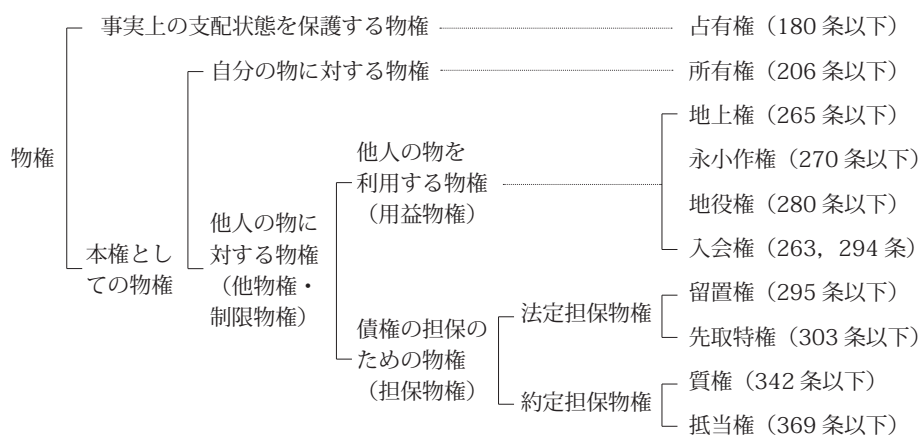 物権
事実上の支配状態を保護する物権
占有権（180 条以下）
本権とし
ての物権
自分の物に対する物権
所有権（206 条以下）
他人の物に
対する物権
（他物権・
制限物権）
他人の物を
利用する物権
（用益物権）
地上権（265 条以下）
永小作権（270 条以下）
地役権（280 条以下）
入会権（263，294 条）
債権の担保の
ための物権
（担保物権）
法定担保物権
留置権（295 条以下）
先取特権（303 条以下）
約定担保物権
質権（342 条以下）
抵当権（369 条以下）